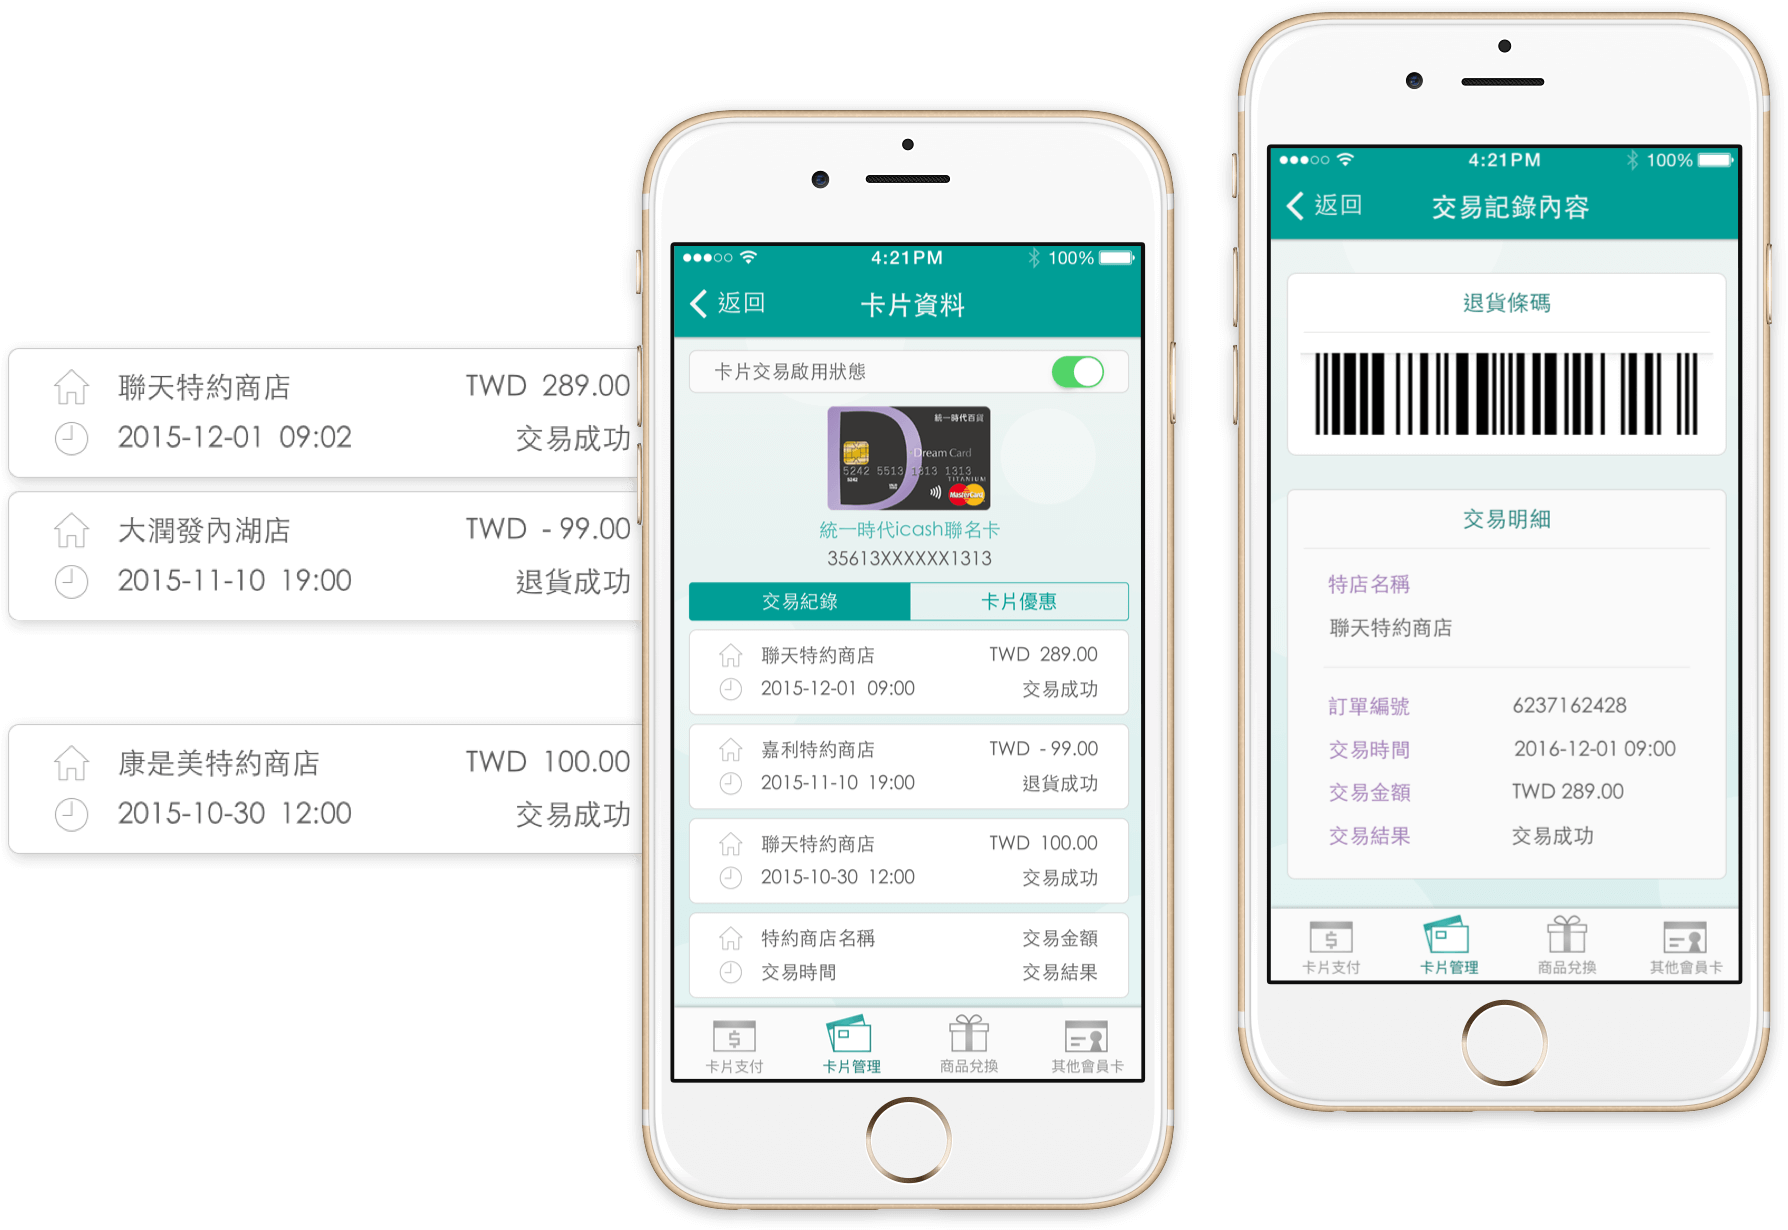 聯天特約商店 TWD 289.00
2015-12-01 09:02 交易成功
大潤發內湖店 TWD - 99.00
2015-11-10 19:00 退貨成功
康是美特約商店 TWD 100.00
2015-10-30 12:00 交易成功
4:21PM 100%
返回 卡片資料
卡片交易啟用狀態
統一時代百貨
Dream Card
5242 5513 1313 1313
5242
TITANIUM
MasterCard
統一時代icash聯名卡
35613XXXXXX1313
交易紀錄 卡片優惠
聯天特約商店 TWD 289.00
2015-12-01 09:00 交易成功
嘉利特約商店 TWD - 99.00
2015-11-10 19:00 退貨成功
聯天特約商店 TWD 100.00
2015-10-30 12:00 交易成功
特約商店名稱 交易金額
交易時間 交易結果
卡片支付 卡片管理 商品兌換 其他會員卡
4:21PM 100%
返回 交易記錄內容
退貨條碼
交易明細
特店名稱
聯天特約商店
訂單編號 6237162428
交易時間 2016-12-01 09:00
交易金額 TWD 289.00
交易結果 交易成功
卡片支付 卡片管理 商品兌換 其他會員卡